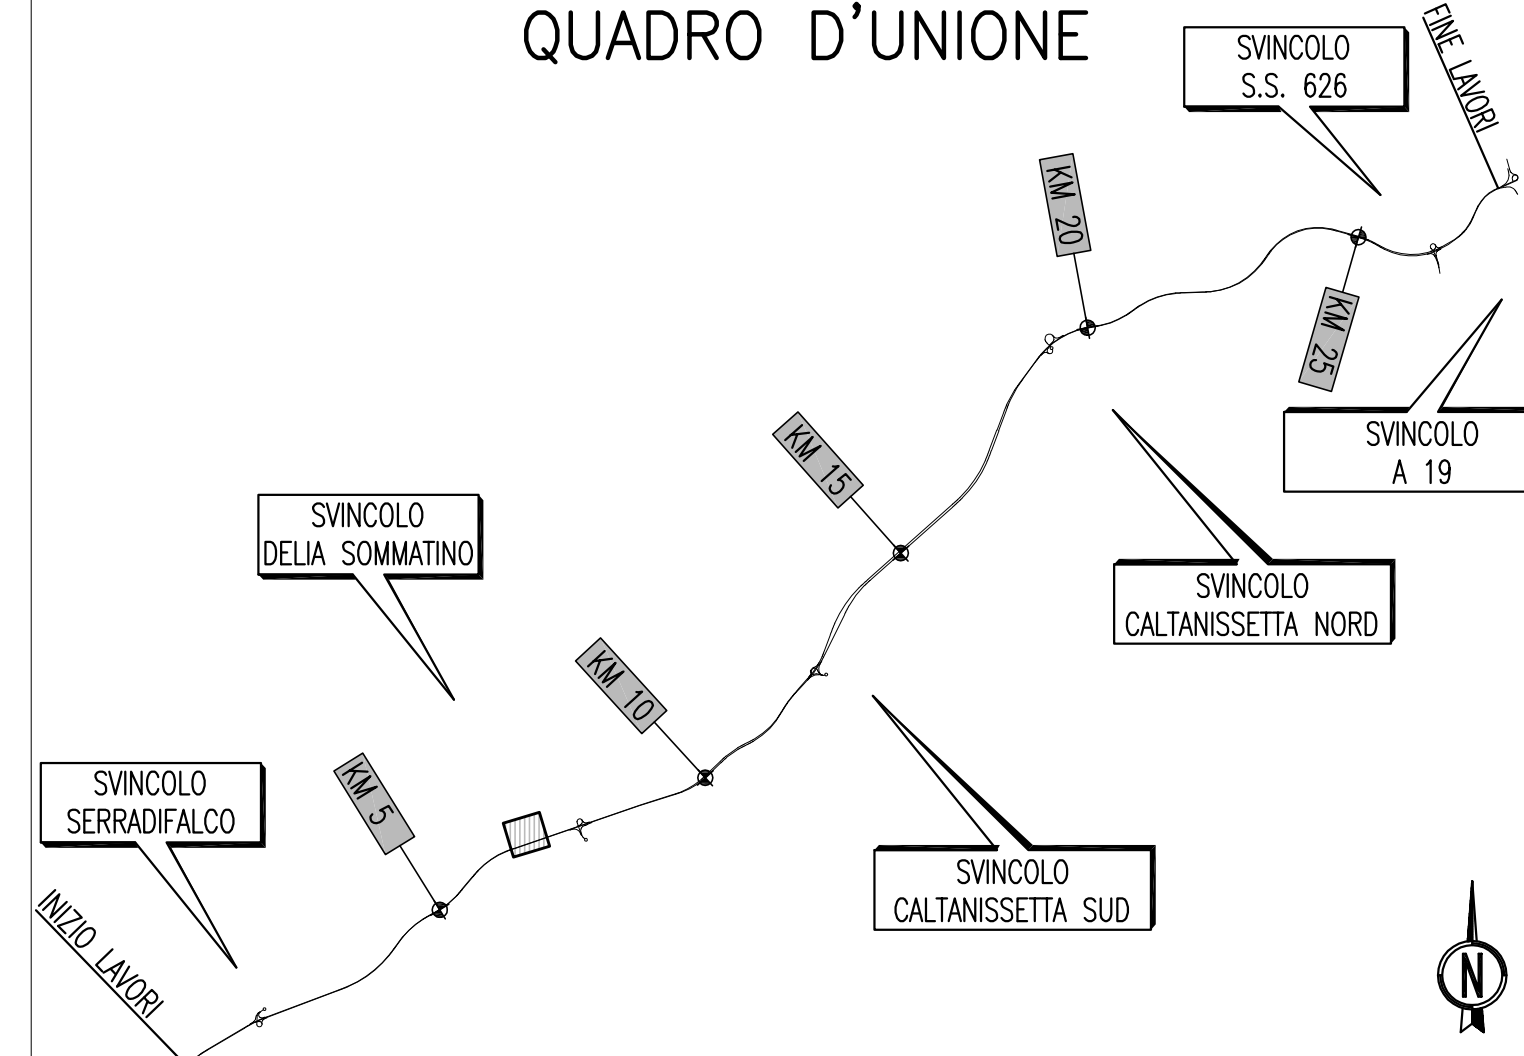 QUADRO D'UNIONE
SVINCOLO
S.S. 626
FINE LAVORI
KM 20
KM 25
SVINCOLO
A 19
KM 15
SVINCOLO
DELIA SOMMATINO
SVINCOLO
CALTANISSETTA NORD
KM 10
SVINCOLO
SERRADIFALCO
KM 5
SVINCOLO
CALTANISSETTA SUD
INIZIO LAVORI
N